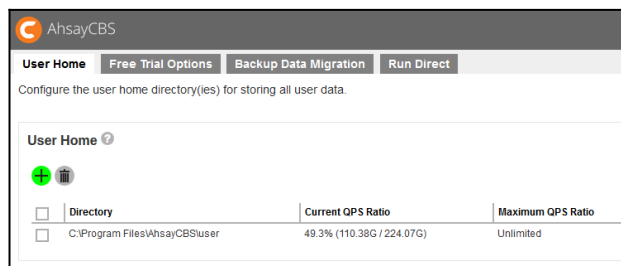 AhsayCBS
User Home Free Trial Options Backup Data Migration Run Direct
Configure the user home directory(ies) for storing all user data.
User Home ?
Directory Current QPS Ratio Maximum QPS Ratio
C:\Program Files\AhsayCBS\user 49.3% (110.38G / 224.07G) Unlimited